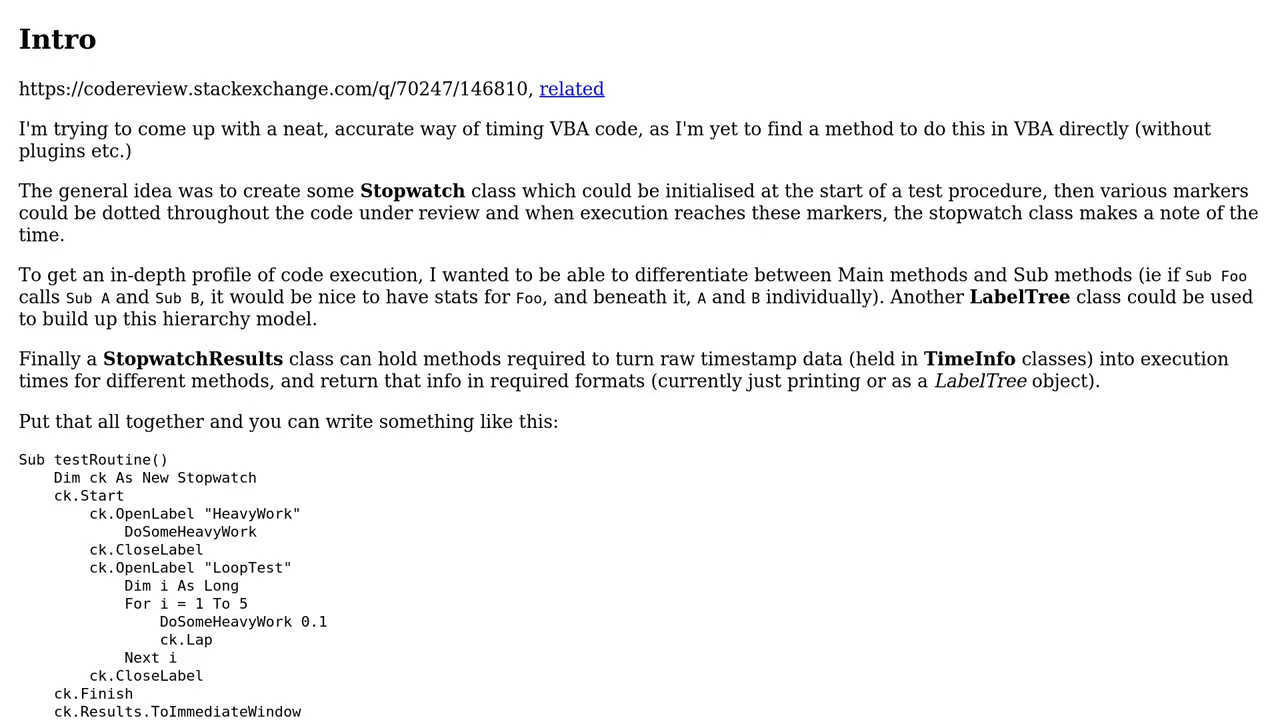 Intro
https://codereview.stackexchange.com/q/70247/146810, related
I'm trying to come up with a neat, accurate way of timing VBA code, as I'm yet to find a method to do this in VBA directly (without
plugins etc.)
The general idea was to create some Stopwatch class which could be initialised at the start of a test procedure, then various markers
could be dotted throughout the code under review and when execution reaches these markers, the stopwatch class makes a note of the
time.
To get an in-depth profile of code execution, I wanted to be able to differentiate between Main methods and Sub methods (ie if Sub Foo
calls Sub A and Sub B, it would be nice to have stats for Foo, and beneath it, A and B individually). Another LabelTree class could be used
to build up this hierarchy model.
Finally a StopwatchResults class can hold methods required to turn raw timestamp data (held in TimeInfo classes) into execution
times for different methods, and return that info in required formats (currently just printing or as a LabelTree object).
Put that all together and you can write something like this:
Sub testRoutine()
    Dim ck As New Stopwatch
    ck.Start
        ck.OpenLabel "HeavyWork"
            DoSomeHeavyWork
        ck.CloseLabel
        ck.OpenLabel "LoopTest"
            Dim i As Long
            For i = 1 To 5
                DoSomeHeavyWork 0.1
                ck.Lap
            Next i
        ck.CloseLabel
    ck.Finish
    ck.Results.ToImmediateWindow